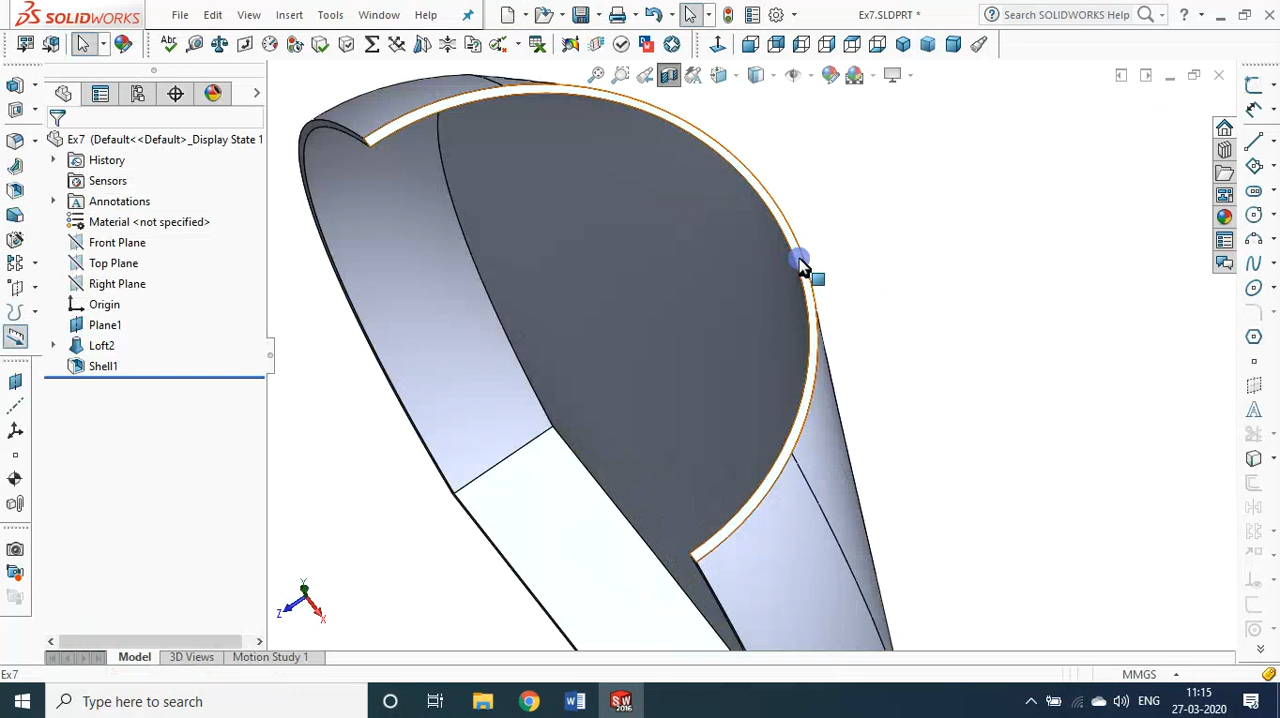 SOLIDWORKS
File Edit View Insert Tools Window Help
Ex7.SLDPRT *
Search SOLIDWORKS Help
Ex7 (Default<<Default>_Display State 1
History
Sensors
Annotations
Material <not specified>
Front Plane
Top Plane
Right Plane
Origin
Plane1
Loft2
Shell1
Y
Z
X
Model 3D Views Motion Study 1
Ex7
MMGS
Type here to search
SW
2016
ENG
11:15
27-03-2020